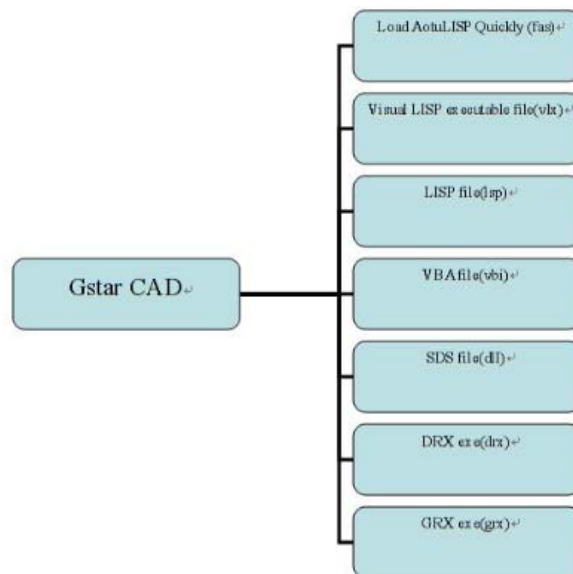 Load AotuLISP Quickly (fas)↵
Visual LISP executable file(vlx)↵
LISP file(lsp)↵
Gstar CAD↵
VBA file(vbi)↵
SDS file(dll)↵
DRX exe(drx)↵
GRX exe(grx)↵